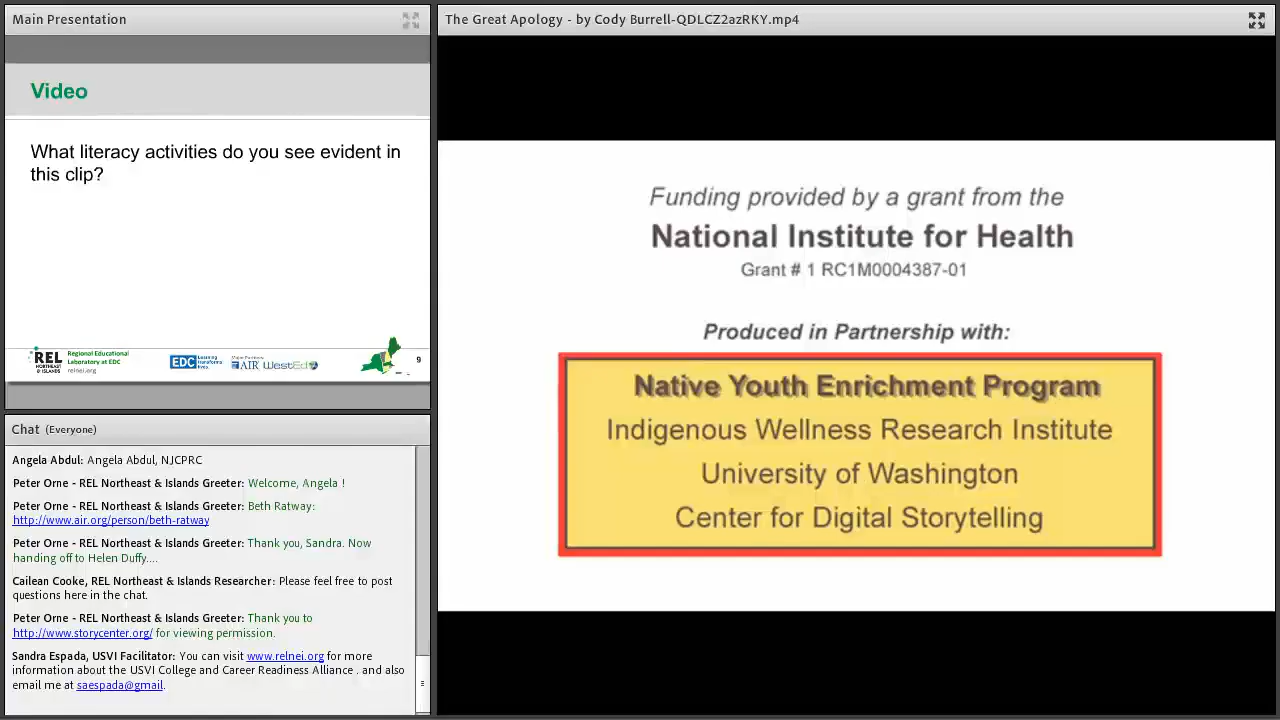 Main Presentation
Video
What literacy activities do you see evident in
this clip?
REL
NORTHEAST
& ISLANDS
Regional Educational
Laboratory at EDC
relnei.org
EDC
Learning
transforms
lives.
Major Partners:
AIR
WestEd
9
Chat (Everyone)
Angela Abdul: Angela Abdul, NJCPRC
Peter Orne - REL Northeast & Islands Greeter: Welcome, Angela !
Peter Orne - REL Northeast & Islands Greeter: Beth Ratway:
http://www.air.org/person/beth-ratway
Peter Orne - REL Northeast & Islands Greeter: Thank you, Sandra. Now
handing off to Helen Duffy....
Cailean Cooke, REL Northeast & Islands Researcher: Please feel free to post
questions here in the chat.
Peter Orne - REL Northeast & Islands Greeter: Thank you to
http://www.storycenter.org/ for viewing permission.
Sandra Espada, USVI Facilitator: You can visit www.relnei.org for more
information about the USVI College and Career Readiness Alliance . and also
email me at saespada@gmail.
The Great Apology - by Cody Burrell-QDLCZ2azRKY.mp4
Funding provided by a grant from the
National Institute for Health
Grant # 1 RC1M0004387-01
Produced in Partnership with:
Native Youth Enrichment Program
Indigenous Wellness Research Institute
University of Washington
Center for Digital Storytelling